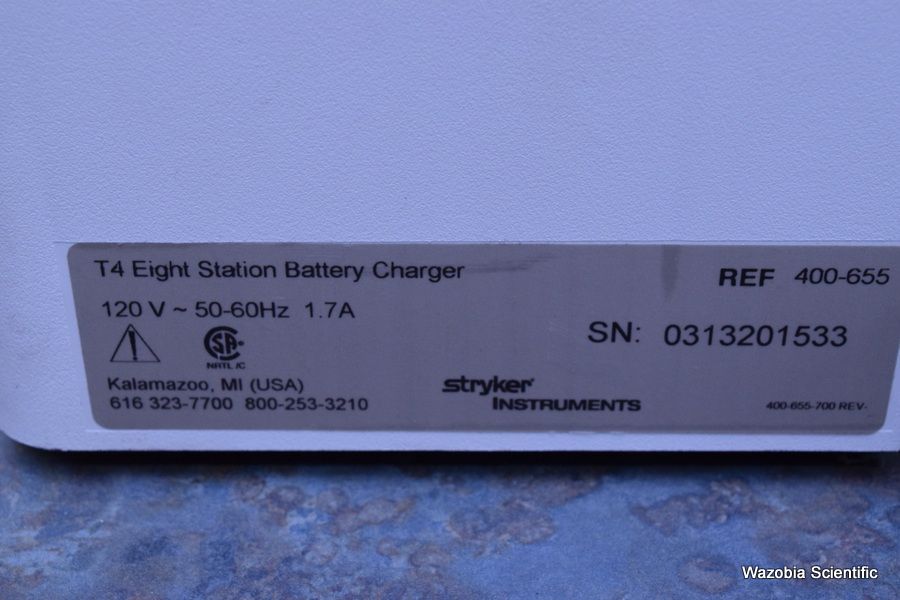 T4 Eight Station Battery Charger
REF 400-655
120 V ~ 50-60Hz 1.7A
SN: 0313201533
SA
NRTL/C
Kalamazoo, MI (USA)
616 323-7700 800-253-3210
stryker
INSTRUMENTS
400-655-700 REV-
Wazobia Scientific